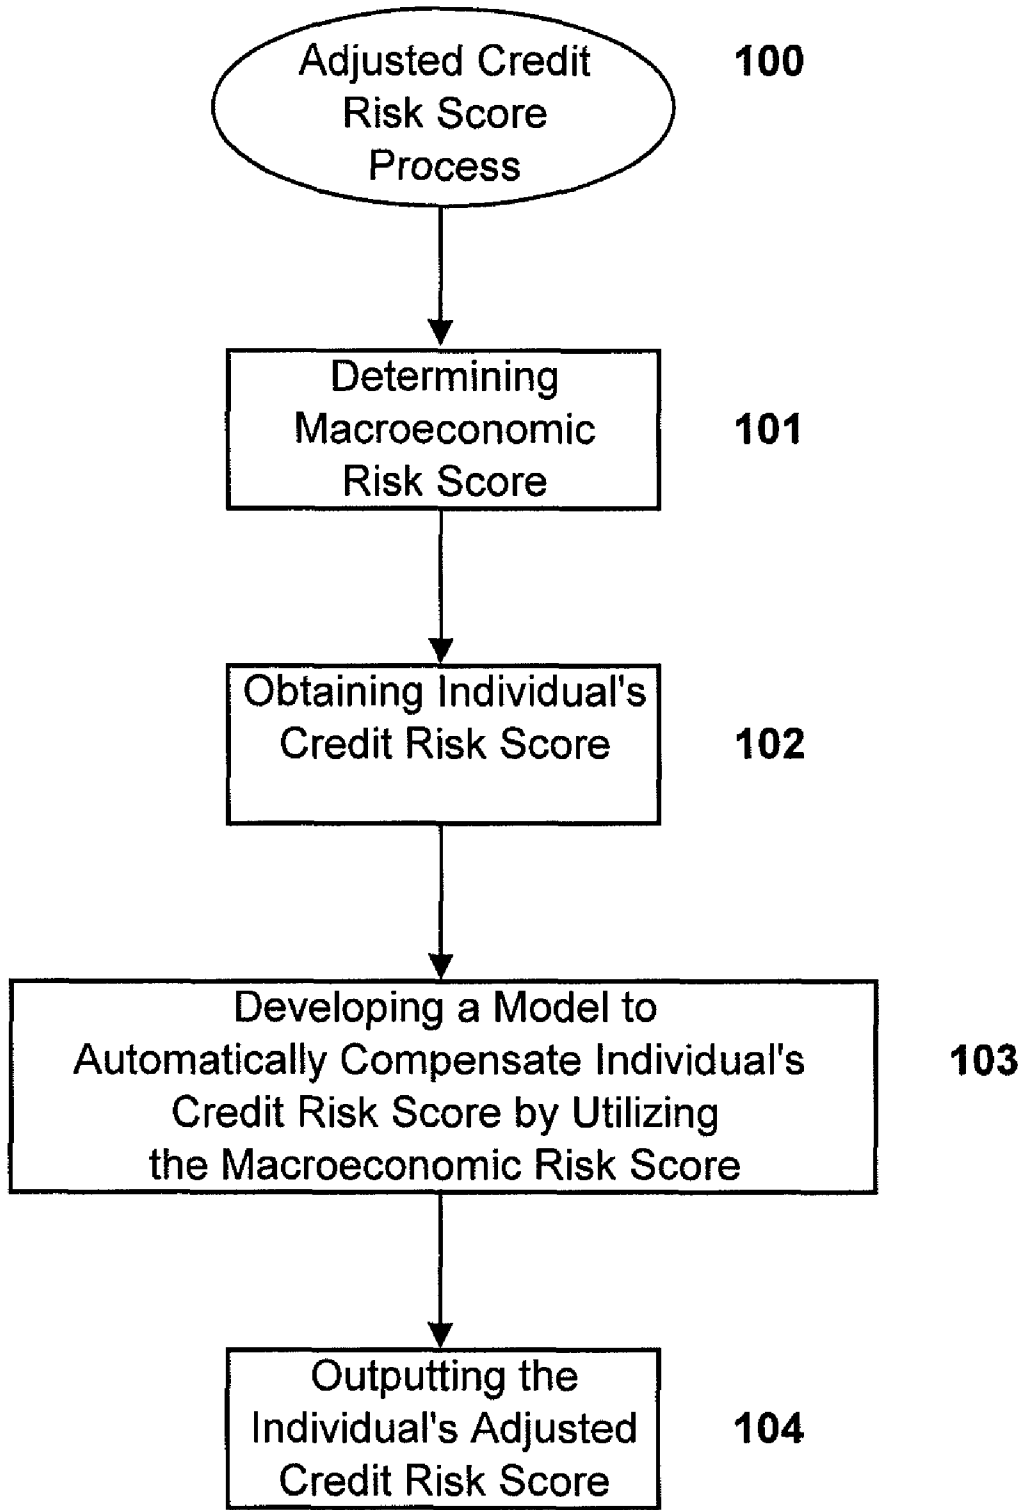 Adjusted Credit
Risk Score
Process
100
Determining
Macroeconomic
Risk Score
101
Obtaining Individual's
Credit Risk Score
102
Developing a Model to
Automatically Compensate Individual's
Credit Risk Score by Utilizing
the Macroeconomic Risk Score
103
Outputting the
Individual's Adjusted
Credit Risk Score
104